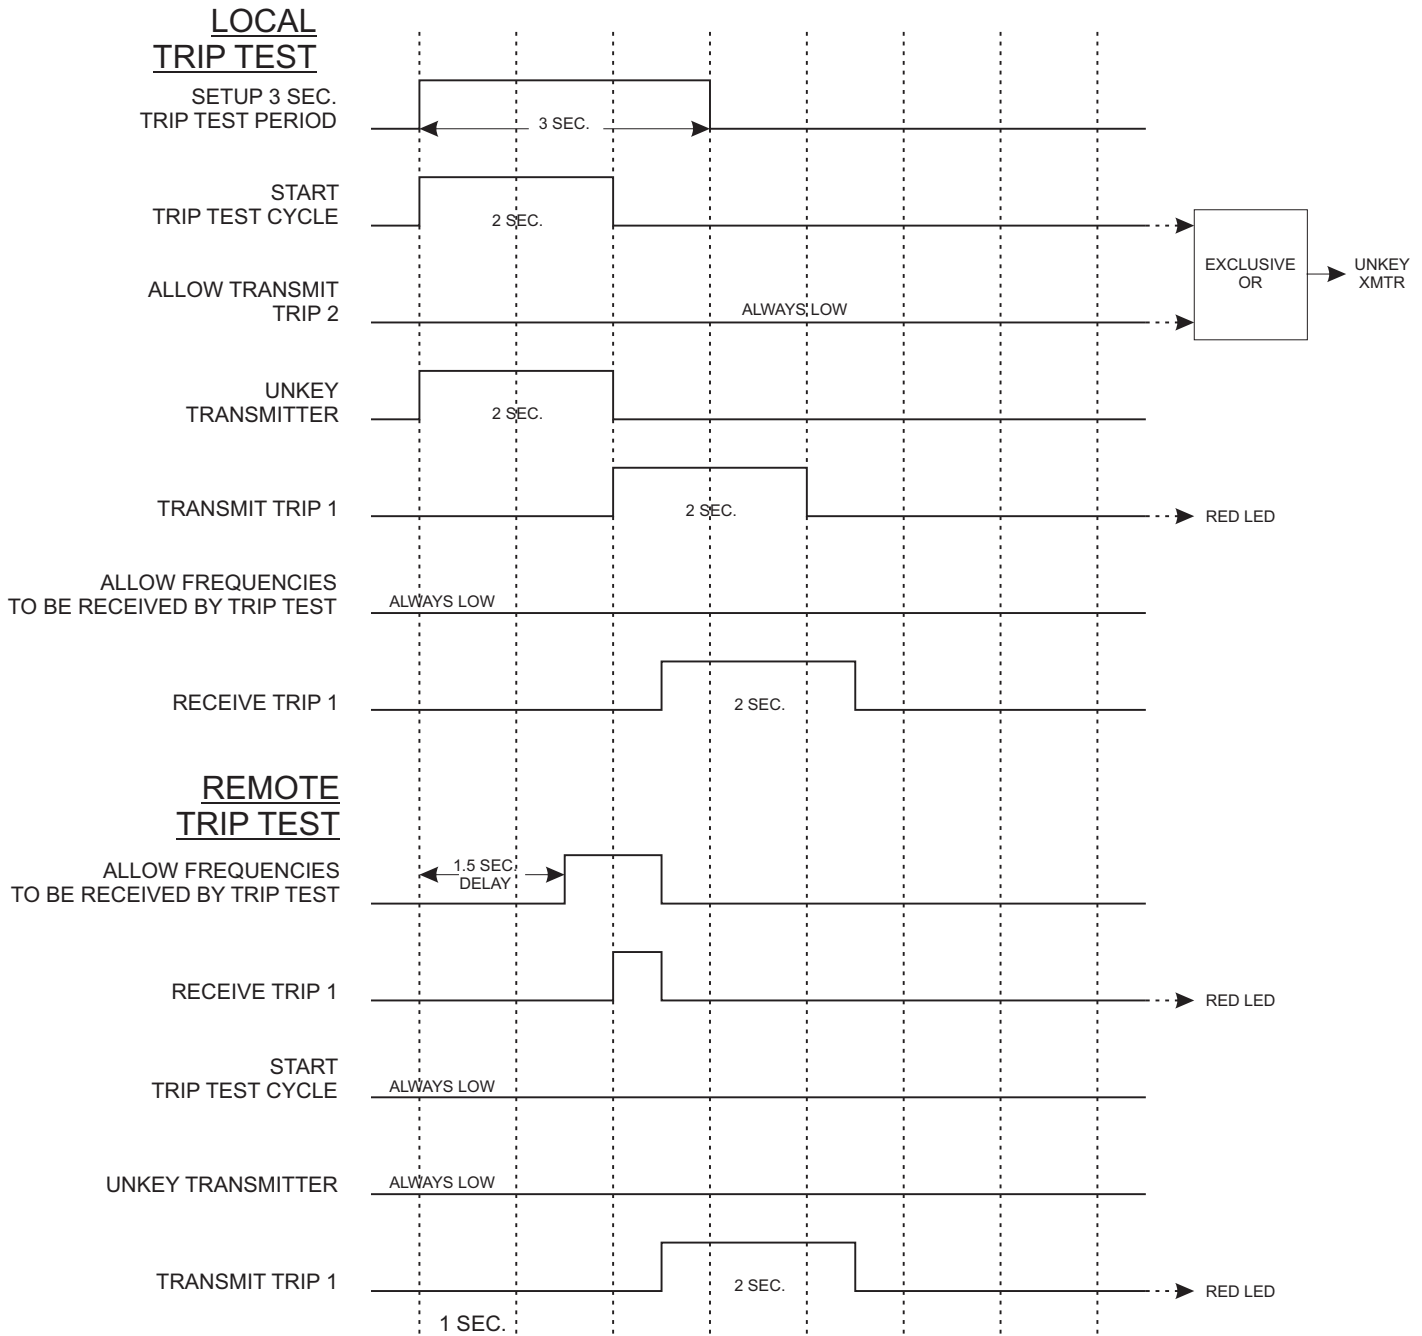 LOCAL
TRIP TEST
SETUP 3 SEC.
TRIP TEST PERIOD
3 SEC.
START
TRIP TEST CYCLE
2 SEC.
EXCLUSIVE
OR
UNKEY
XMTR
ALLOW TRANSMIT
TRIP 2
ALWAYS LOW
UNKEY
TRANSMITTER
2 SEC.
TRANSMIT TRIP 1
2 SEC.
RED LED
ALLOW FREQUENCIES
TO BE RECEIVED BY TRIP TEST
ALWAYS LOW
RECEIVE TRIP 1
2 SEC.
REMOTE
TRIP TEST
ALLOW FREQUENCIES
TO BE RECEIVED BY TRIP TEST
1.5 SEC.
DELAY
RECEIVE TRIP 1
RED LED
START
TRIP TEST CYCLE
ALWAYS LOW
UNKEY TRANSMITTER
ALWAYS LOW
TRANSMIT TRIP 1
2 SEC.
RED LED
1 SEC.